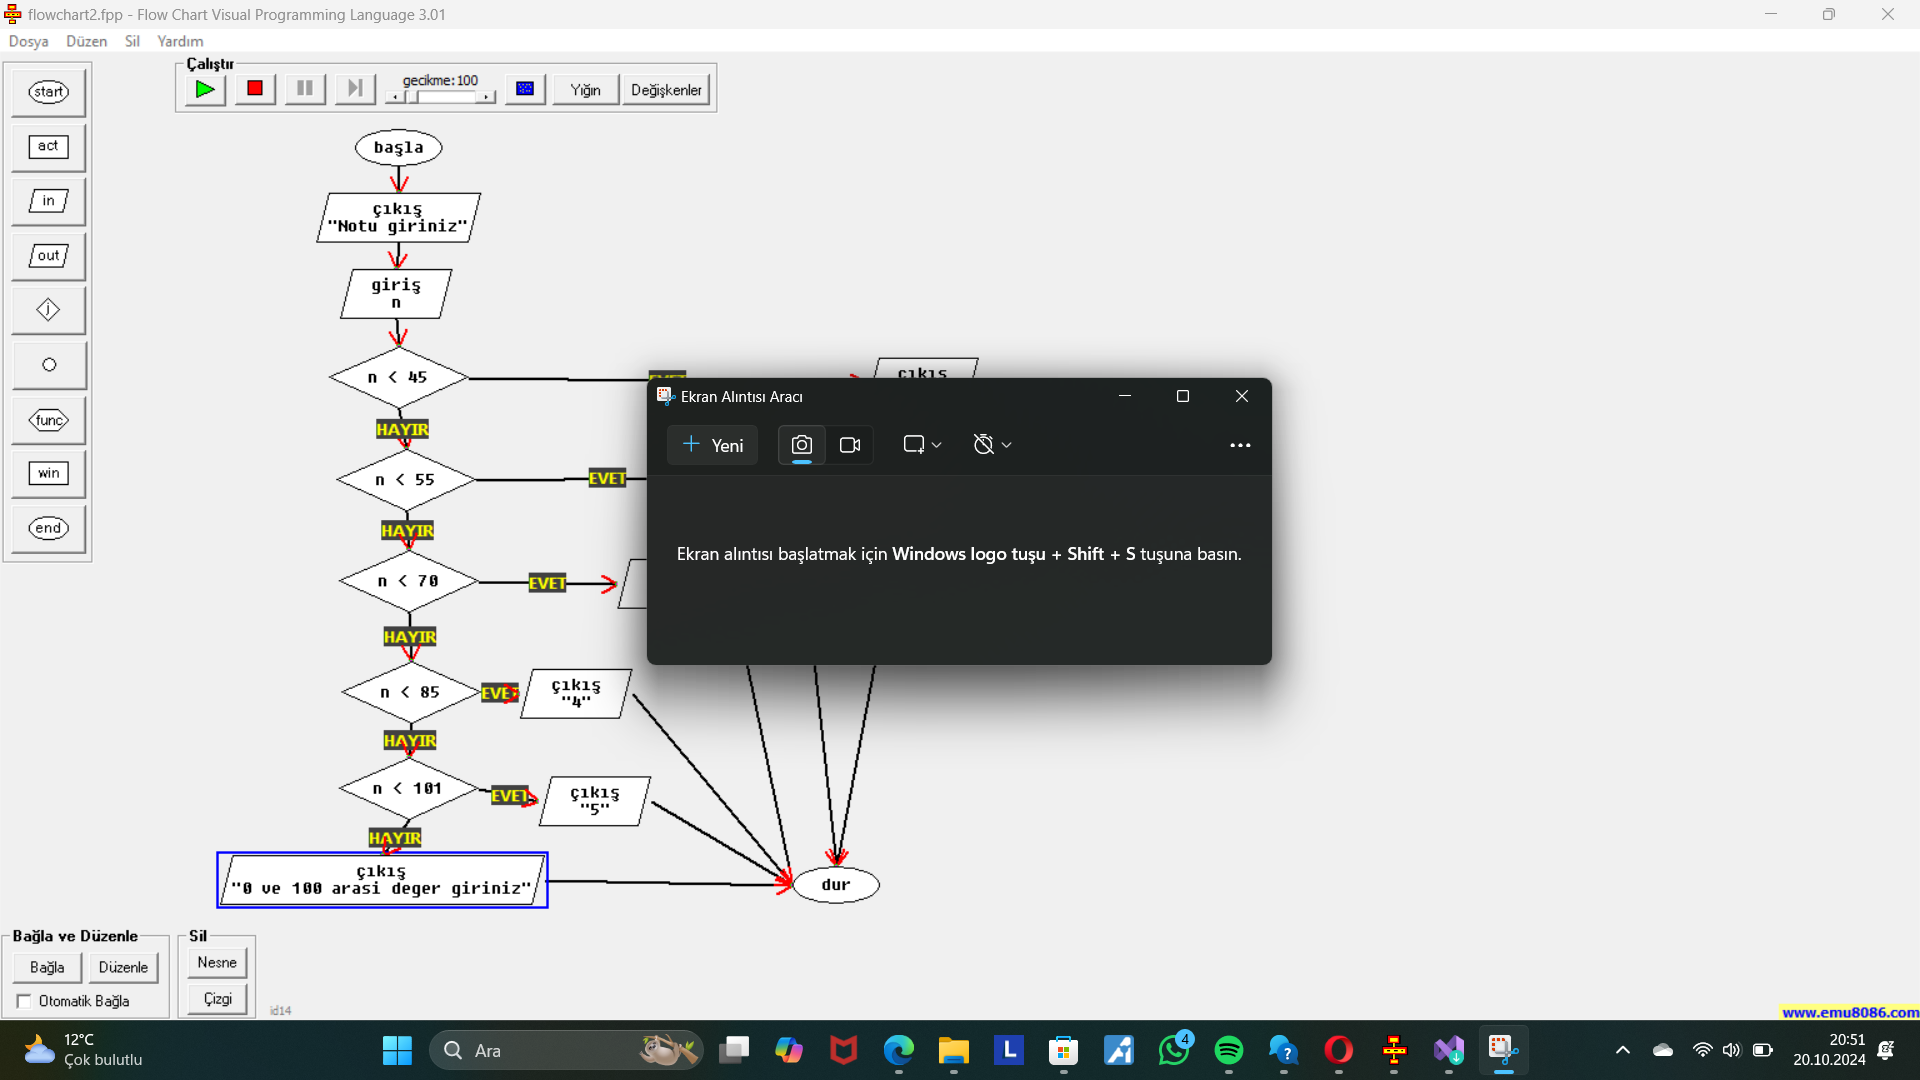 flowchart2.fpp - Flow Chart Visual Programming Language 3.01
Dosya Düzen Sil Yardım
Çalıştır
gecikme:100
Yığın
Değişkenler
start
act
in
out
j
func
win
end
başla
çıkış
"Notu giriniz"
giriş
n
n < 45
çıkış
HAYIR
n < 55
EVET
HAYIR
n < 70
EVET
HAYIR
n < 85
EVET
çıkış
"4"
HAYIR
n < 101
EVET
çıkış
"5"
HAYIR
çıkış
"0 ve 100 arasi deger giriniz"
dur
Ekran Alıntısı Aracı
Yeni
Ekran alıntısı başlatmak için Windows logo tuşu + Shift + S tuşuna basın.
Bağla ve Düzenle
Bağla
Düzenle
Otomatik Bağla
Sil
Nesne
Çizgi
id14
www.emu8086.com
12°C
Çok bulutlu
Ara
L
4
20:51
20.10.2024